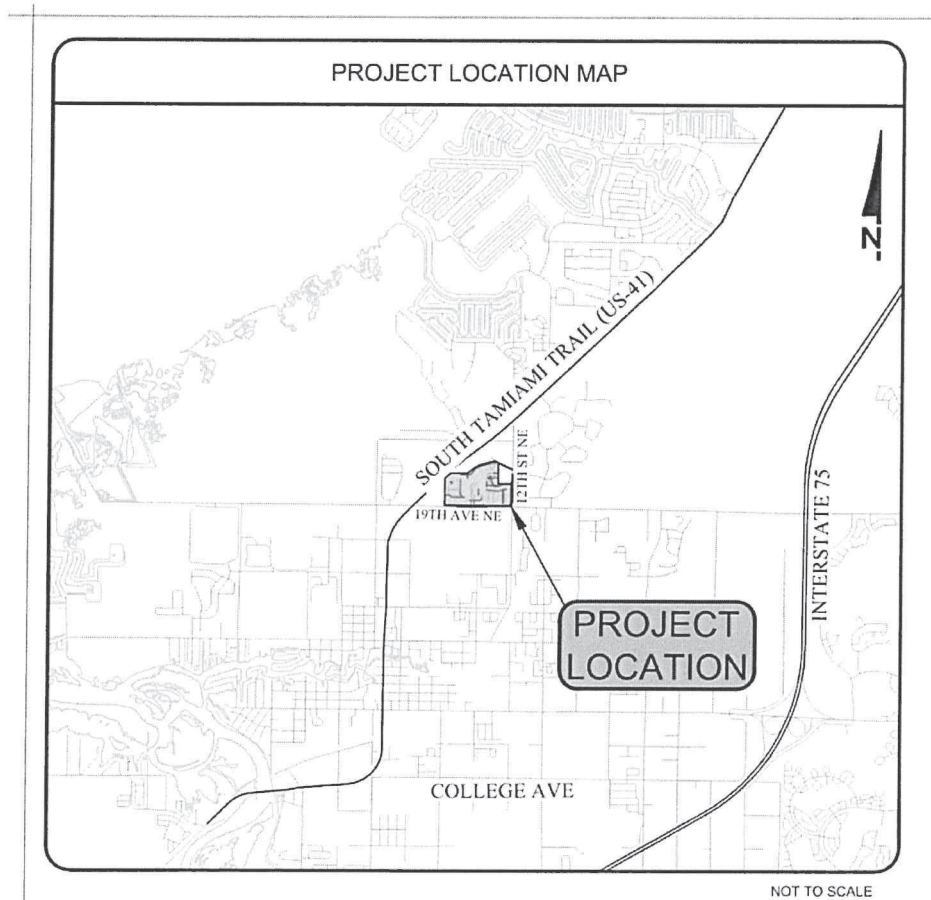 PROJECT LOCATION MAP
N
SOUTH TAMIAMI TRAIL (US-41)
12TH ST NE
19TH AVE NE
INTERSTATE 75
PROJECT
LOCATION
COLLEGE AVE
NOT TO SCALE